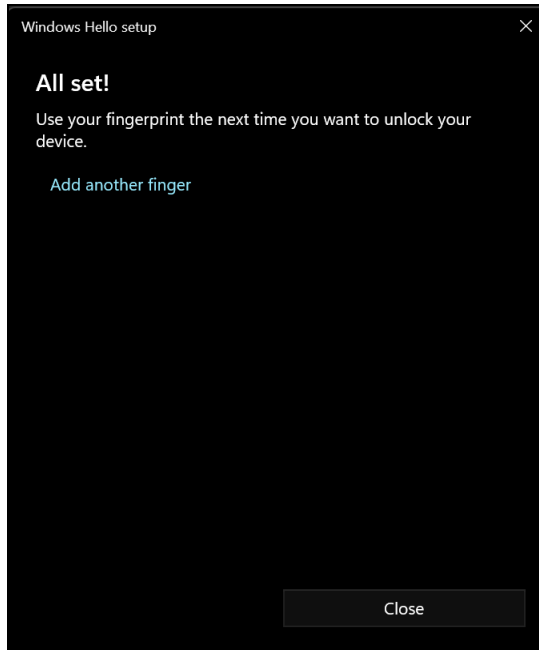 Windows Hello setup
All set!
Use your fingerprint the next time you want to unlock your
device.
Add another finger
Close